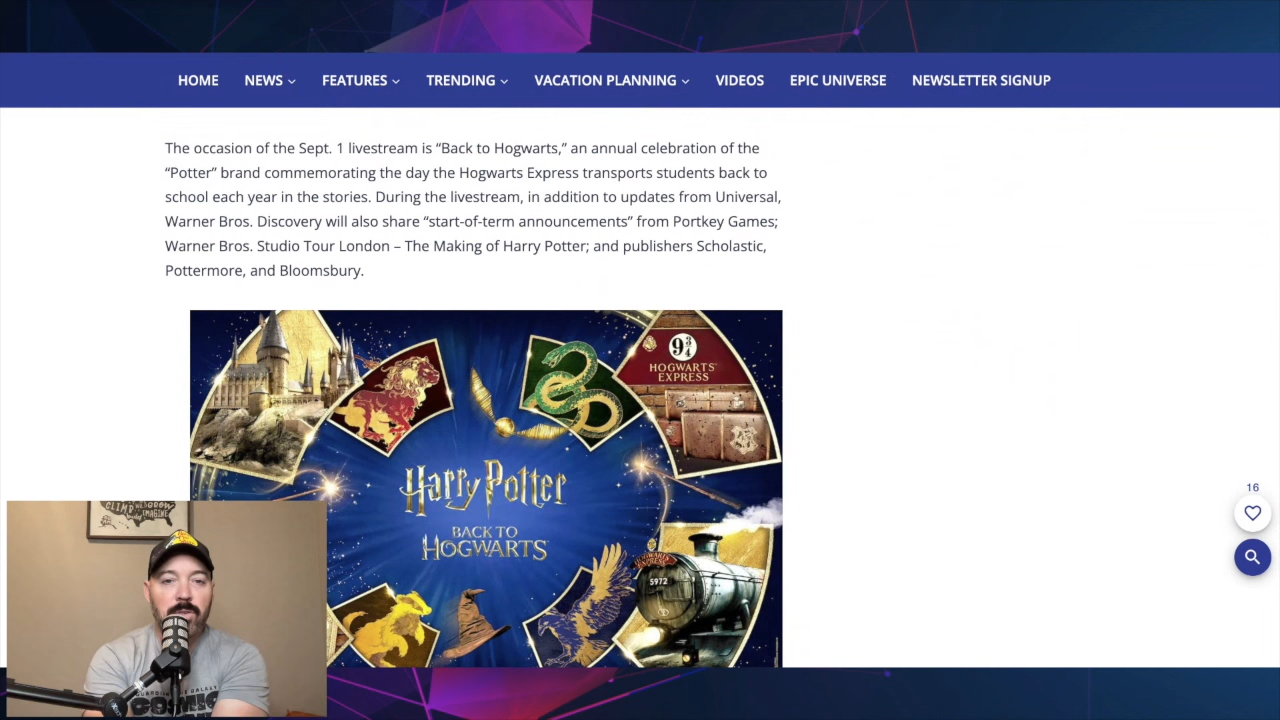 HOME NEWS FEATURES TRENDING VACATION PLANNING VIDEOS EPIC UNIVERSE NEWSLETTER SIGNUP
The occasion of the Sept. 1 livestream is “Back to Hogwarts,” an annual celebration of the
“Potter” brand commemorating the day the Hogwarts Express transports students back to
school each year in the stories. During the livestream, in addition to updates from Universal,
Warner Bros. Discovery will also share “start-of-term announcements” from Portkey Games;
Warner Bros. Studio Tour London – The Making of Harry Potter; and publishers Scholastic,
Pottermore, and Bloomsbury.
9¾
HOGWARTS
EXPRESS
Harry Potter
BACK TO
HOGWARTS
5972
16
CLIMB
IMAGINE
COSMIC